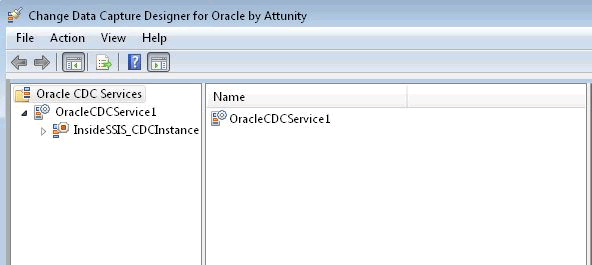 Change Data Capture Designer for Oracle by Attunity
File Action View Help
Oracle CDC Services
OracleCDCService1
InsideSSIS_CDCInstance
Name
OracleCDCService1